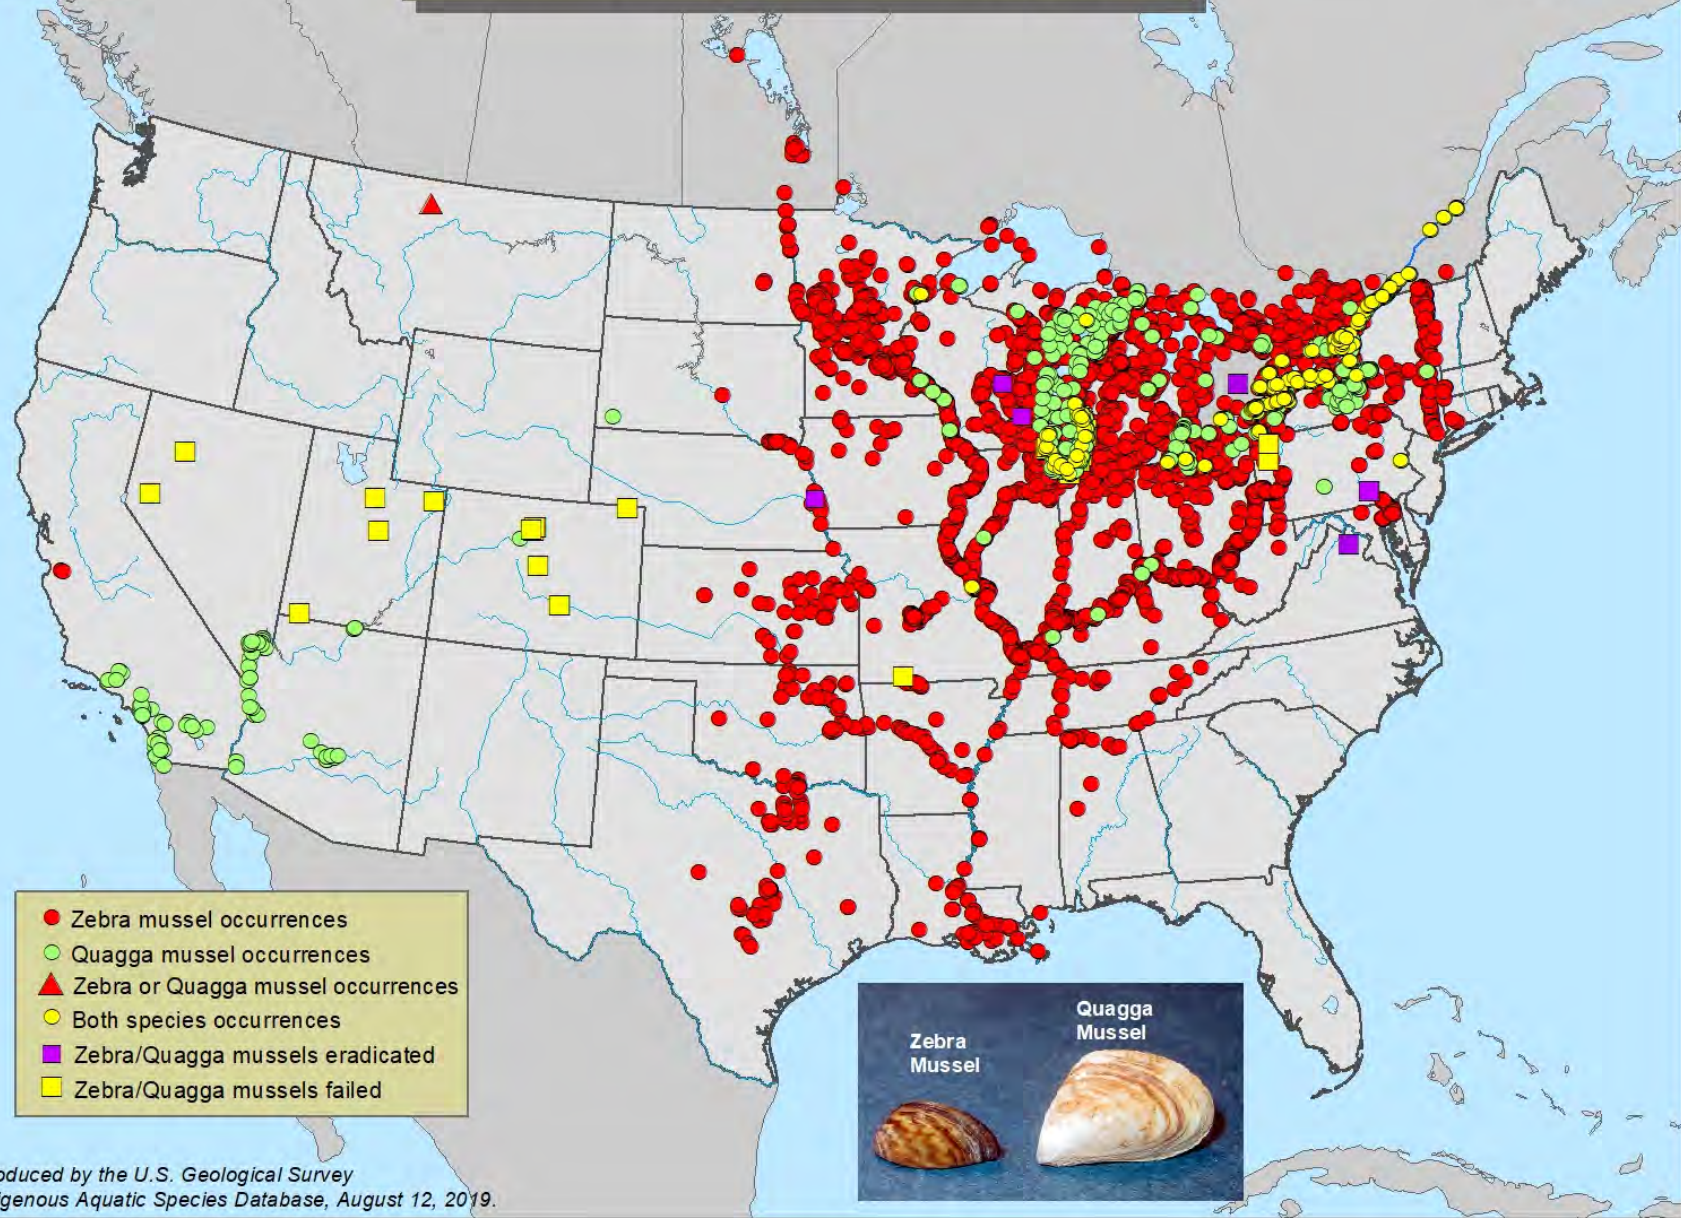 Zebra mussel occurrences
Quagga mussel occurrences
Zebra or Quagga mussel occurrences
Both species occurrences
Zebra/Quagga mussels eradicated
Zebra/Quagga mussels failed
Zebra
Mussel
Quagga
Mussel
oduced by the U.S. Geological Survey
igenous Aquatic Species Database, August 12, 2019.